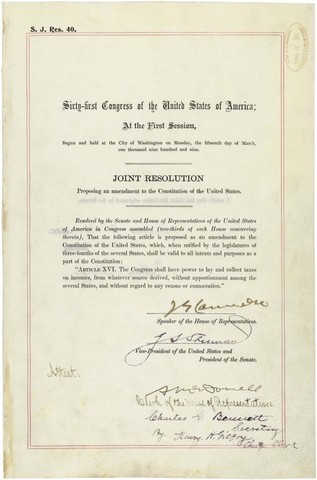 S. J. Res. 40.
Sixty-first Congress of the United States of America;
At the First Session,
Begun and held at the City of Washington on Monday, the fifteenth day of March,
one thousand nine hundred and nine.
JOINT RESOLUTION
Proposing an amendment to the Constitution of the United States.
Resolved by the Senate and House of Representatives of the United States
of America in Congress assembled (two-thirds of each House concurring
therein), That the following article is proposed as an amendment to the
Constitution of the United States, which, when ratified by the legislatures of
three-fourths of the several States, shall be valid to all intents and purposes as
a part of the Constitution:
"ARTICLE XVI. The Congress shall have power to lay and collect taxes
on incomes, from whatever source derived, without apportionment among
the several States, and without regard to any census or enumeration."
J G Cannon
Speaker of the House of Representatives.
J. S. Sherman
Vice-President of the United States and
President of the Senate.
Attest.
A McDowell
Clerk of the House of Representatives.
Charles G. Bennett
Secretary
By Henry H. Gilfry
Chief Clerk